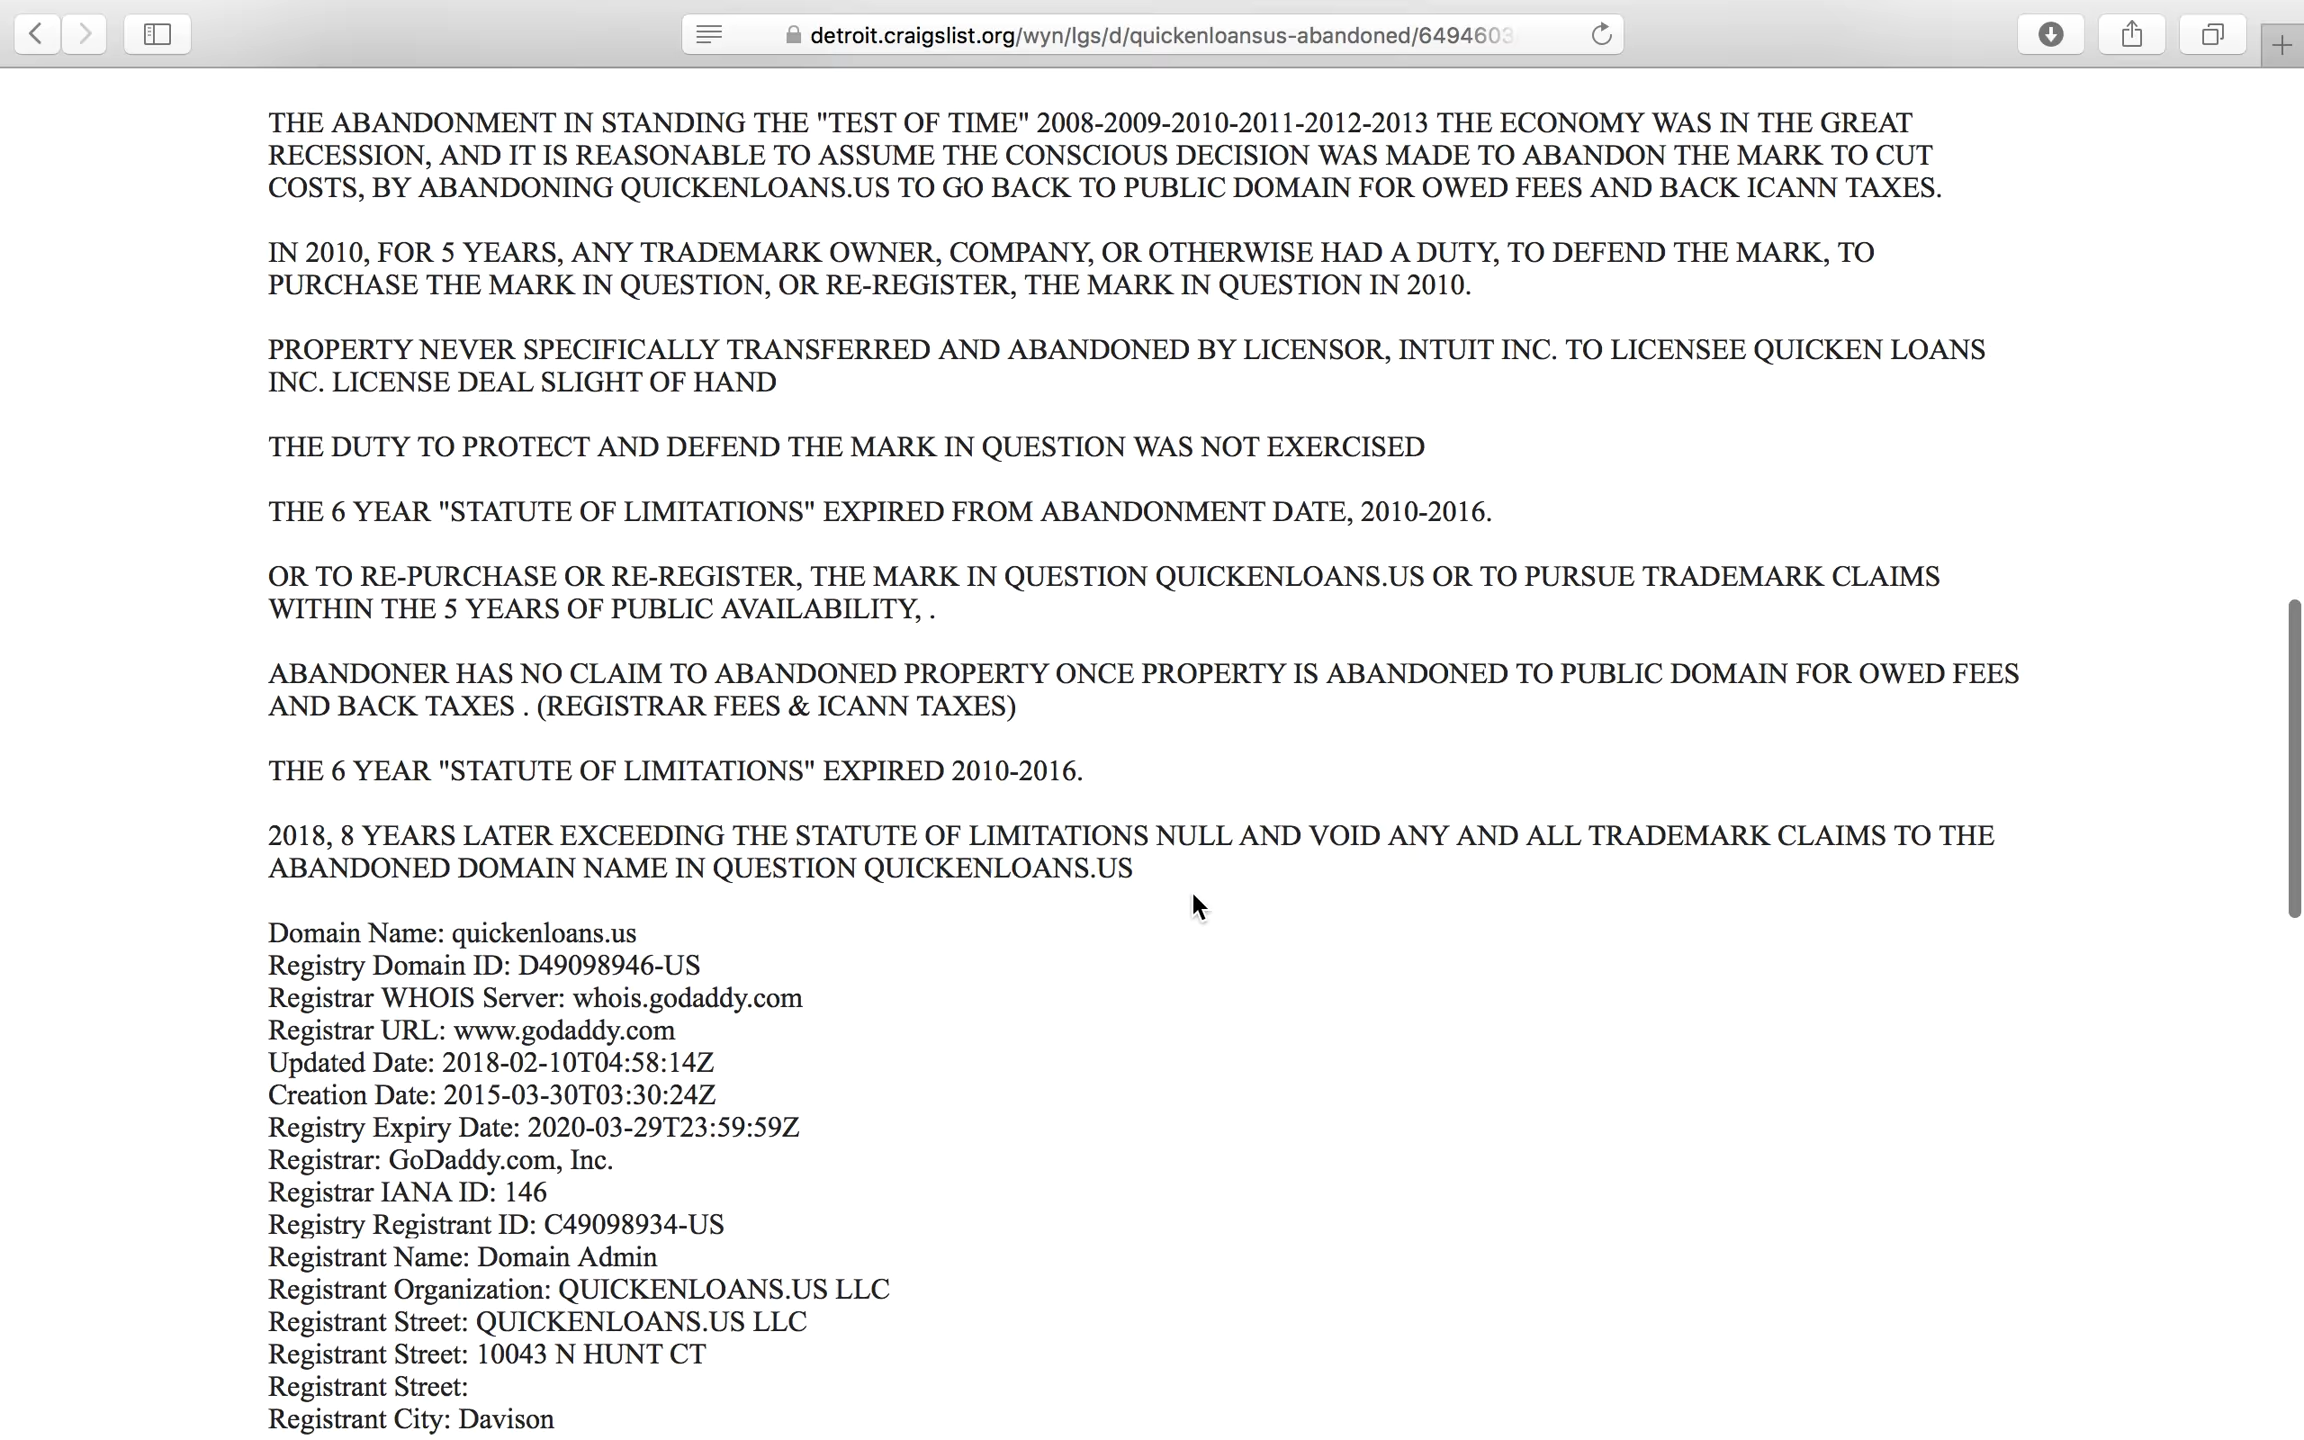 detroit.craigslist.org/wyn/lgs/d/quickenloansus-abandoned/6494603
THE ABANDONMENT IN STANDING THE "TEST OF TIME" 2008-2009-2010-2011-2012-2013 THE ECONOMY WAS IN THE GREAT
RECESSION, AND IT IS REASONABLE TO ASSUME THE CONSCIOUS DECISION WAS MADE TO ABANDON THE MARK TO CUT
COSTS, BY ABANDONING QUICKENLOANS.US TO GO BACK TO PUBLIC DOMAIN FOR OWED FEES AND BACK ICANN TAXES.
IN 2010, FOR 5 YEARS, ANY TRADEMARK OWNER, COMPANY, OR OTHERWISE HAD A DUTY, TO DEFEND THE MARK, TO
PURCHASE THE MARK IN QUESTION, OR RE-REGISTER, THE MARK IN QUESTION IN 2010.
PROPERTY NEVER SPECIFICALLY TRANSFERRED AND ABANDONED BY LICENSOR, INTUIT INC. TO LICENSEE QUICKEN LOANS
INC. LICENSE DEAL SLIGHT OF HAND
THE DUTY TO PROTECT AND DEFEND THE MARK IN QUESTION WAS NOT EXERCISED
THE 6 YEAR "STATUTE OF LIMITATIONS" EXPIRED FROM ABANDONMENT DATE, 2010-2016.
OR TO RE-PURCHASE OR RE-REGISTER, THE MARK IN QUESTION QUICKENLOANS.US OR TO PURSUE TRADEMARK CLAIMS
WITHIN THE 5 YEARS OF PUBLIC AVAILABILITY, .
ABANDONER HAS NO CLAIM TO ABANDONED PROPERTY ONCE PROPERTY IS ABANDONED TO PUBLIC DOMAIN FOR OWED FEES
AND BACK TAXES . (REGISTRAR FEES & ICANN TAXES)
THE 6 YEAR "STATUTE OF LIMITATIONS" EXPIRED 2010-2016.
2018, 8 YEARS LATER EXCEEDING THE STATUTE OF LIMITATIONS NULL AND VOID ANY AND ALL TRADEMARK CLAIMS TO THE
ABANDONED DOMAIN NAME IN QUESTION QUICKENLOANS.US
Domain Name: quickenloans.us
Registry Domain ID: D49098946-US
Registrar WHOIS Server: whois.godaddy.com
Registrar URL: www.godaddy.com
Updated Date: 2018-02-10T04:58:14Z
Creation Date: 2015-03-30T03:30:24Z
Registry Expiry Date: 2020-03-29T23:59:59Z
Registrar: GoDaddy.com, Inc.
Registrar IANA ID: 146
Registry Registrant ID: C49098934-US
Registrant Name: Domain Admin
Registrant Organization: QUICKENLOANS.US LLC
Registrant Street: QUICKENLOANS.US LLC
Registrant Street: 10043 N HUNT CT
Registrant Street:
Registrant City: Davison